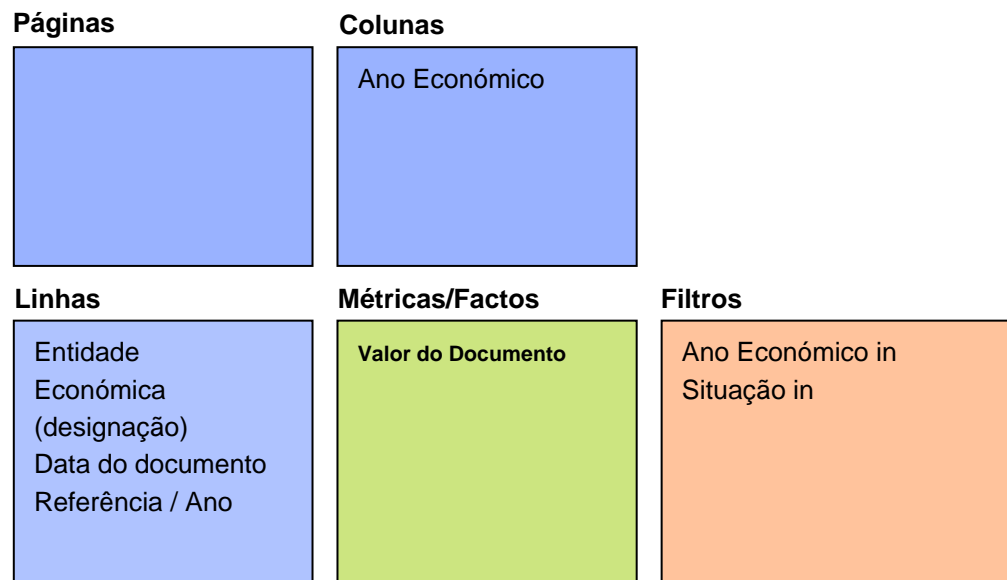 Páginas
Colunas
Ano Económico
Linhas
Métricas/Factos
Filtros
Entidade
Económica
(designação)
Data do documento
Referência / Ano
Valor do Documento
Ano Económico in
Situação in